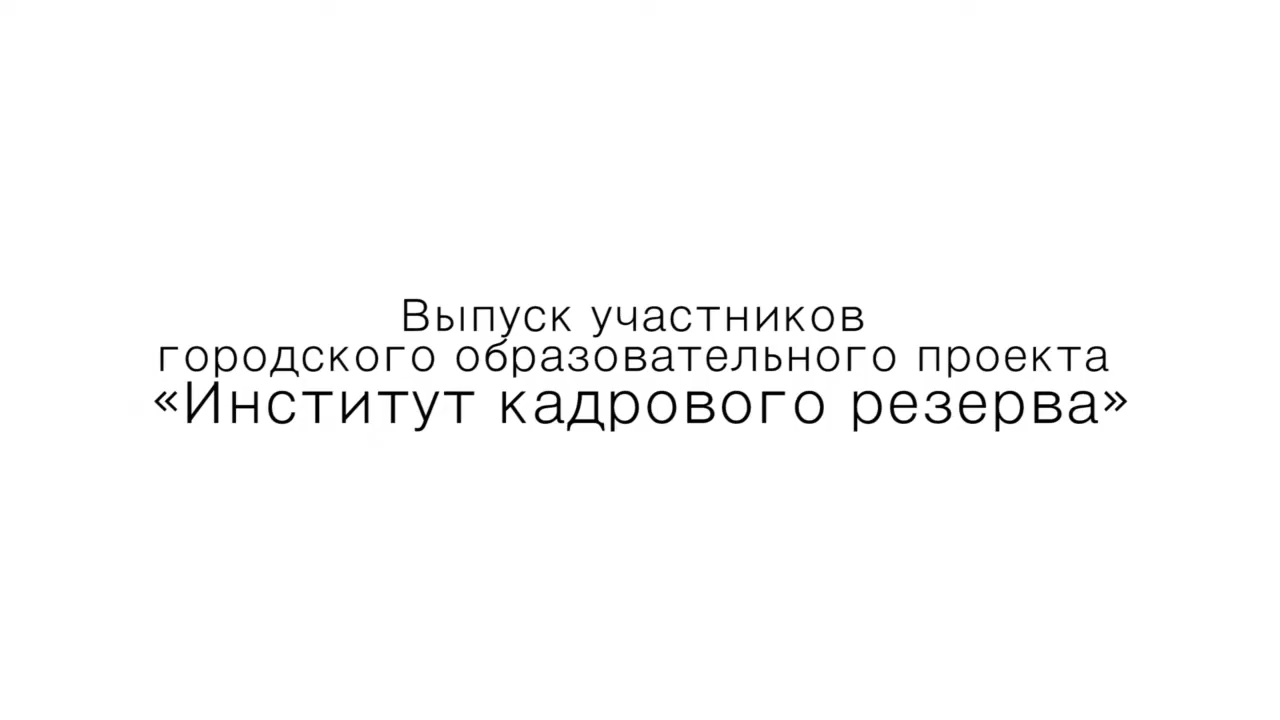 Выпуск участников
городского образовательного проекта
«Институт кадрового резерва»